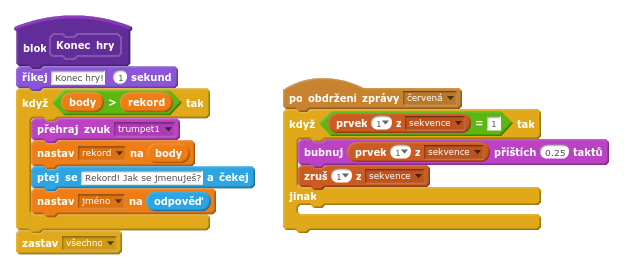 blok Konec hry
říkej Konec hry! 1 sekund
když body > rekord tak
přehraj zvuk trumpet1
nastav rekord na body
ptej se Rekord! Jak se jmenuješ? a čekej
nastav jméno na odpověď
zastav všechno
po obdržení zprávy červená
když prvek 1 z sekvence = 1 tak
bubnuj prvek 1 z sekvence příštích 0.25 taktů
zruš 1 z sekvence
jinak